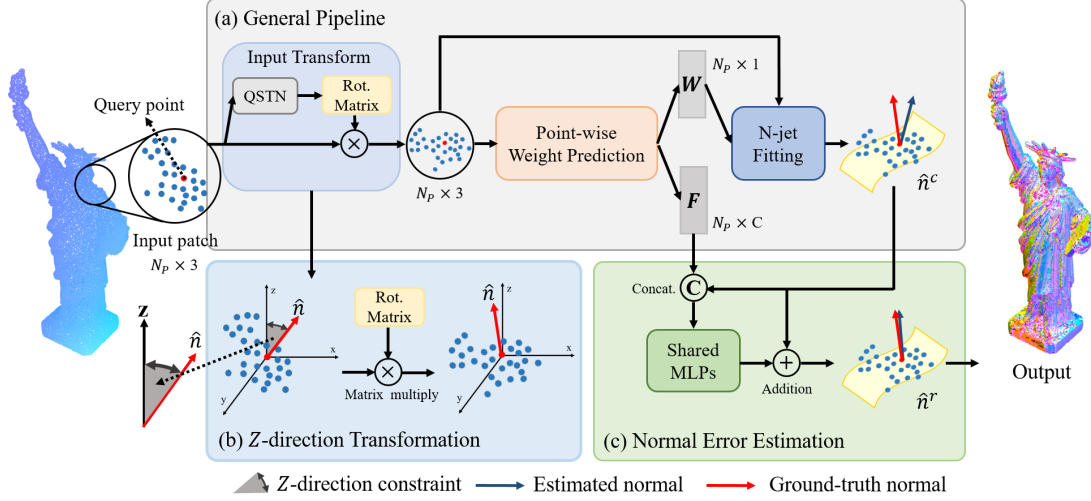 (a) General Pipeline
Input Transform
QSTN
Rot.
Matrix
×
Query point
Input patch
N_P × 3
N_P × 3
Point-wise
Weight Prediction
W
N_P × 1
F
N_P × C
N-jet
Fitting
n̂^c
z
n̂
z
n̂
x
y
Rot.
Matrix
×
Matrix multiply
z
n̂
x
y
(b) Z-direction Transformation
Concat.
C
Shared
MLPs
+
Addition
n̂^r
(c) Normal Error Estimation
Output
Z-direction constraint
Estimated normal
Ground-truth normal